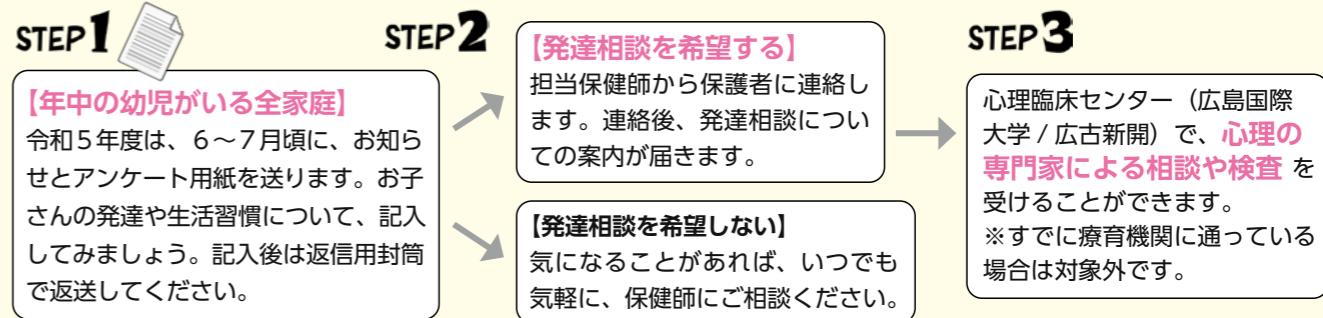 STEP1
【年中の幼児がいる全家庭】
令和5年度は、6～7月頃に、お知ら
せとアンケート用紙を送ります。お子
さんの発達や生活習慣について、記入
してみましょう。記入後は返信用封筒
で返送してください。
STEP2
【発達相談を希望する】
担当保健師から保護者に連絡し
ます。連絡後、発達相談につい
ての案内が届きます。
【発達相談を希望しない】
気になることがあれば、いつでも
気軽に、保健師にご相談ください。
STEP3
心理臨床センター（広島国際
大学 / 広古新開）で、心理の
専門家による相談や検査 を
受けることができます。
※すでに療育機関に通っている
場合は対象外です。